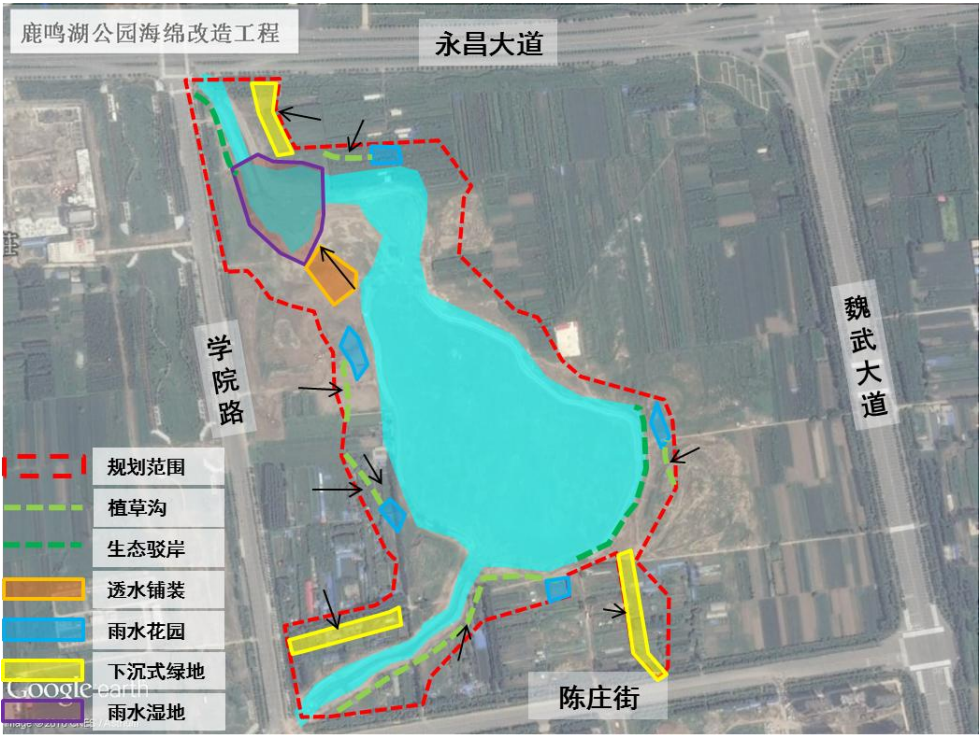 鹿鸣湖公园海绵改造工程
永昌大道
魏武大道
学院路
规划范围
植草沟
生态驳岸
透水铺装
雨水花园
下沉式绿地
雨水湿地
陈庄街
Google earth